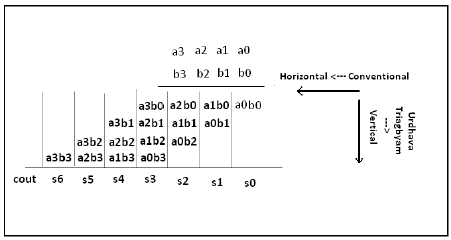 a3 a2 a1 a0
b3 b2 b1 b0
Horizontal <--- Conventional
a3b0 a2b0 a1b0 a0b0
a3b1 a2b1 a1b1 a0b1
a3b2 a2b2 a1b2 a0b2
a3b3 a2b3 a1b3 a0b3
cout s6 s5 s4 s3 s2 s1 s0
Urdhava
Triagbyam
--->
Vertical